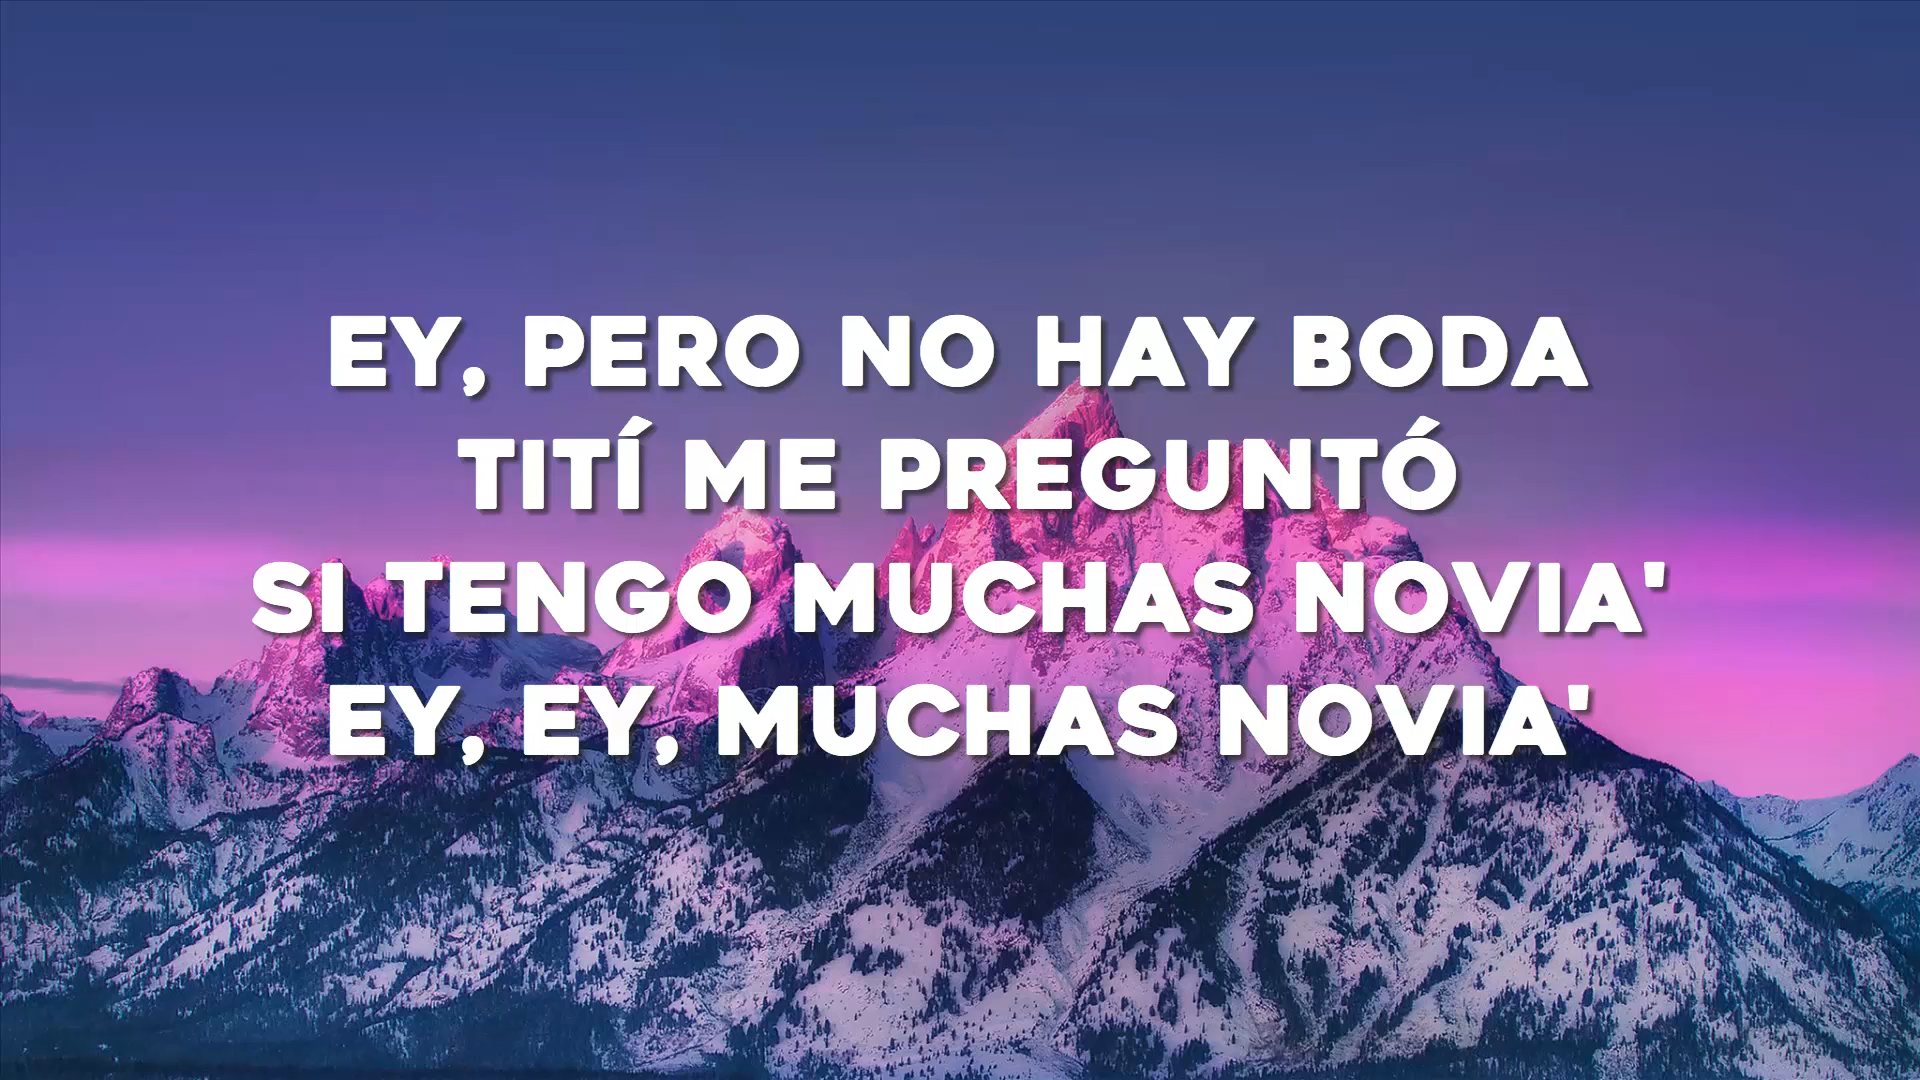 EY, PERO NO HAY BODA
TITÍ ME PREGUNTÓ
SI TENGO MUCHAS NOVIA'
EY, EY, MUCHAS NOVIA'